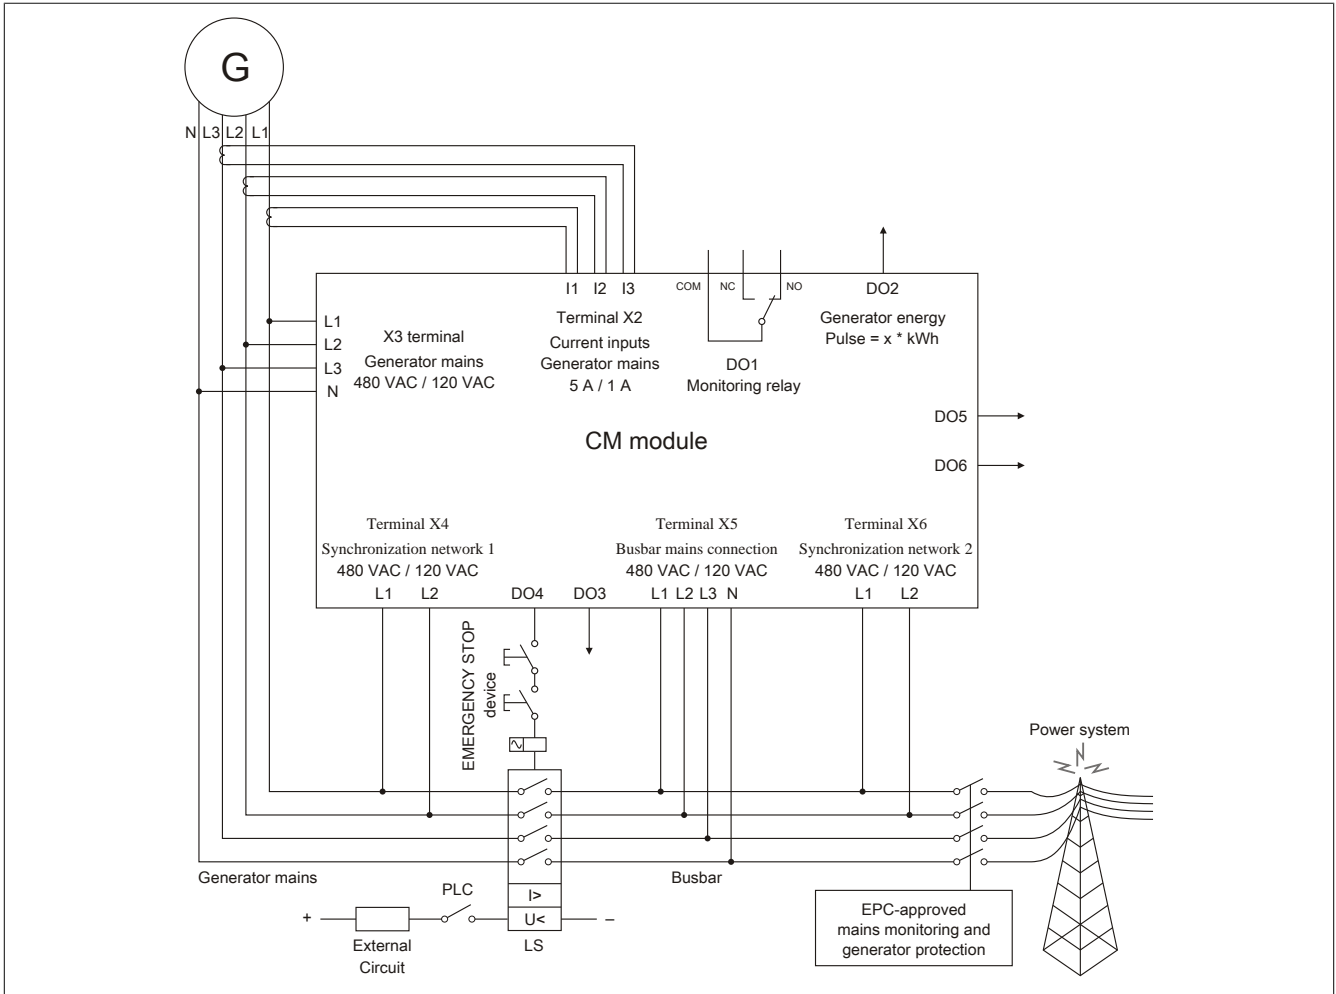 G
N L3 L2 L1
I1 I2 I3
COM NC NO
DO2
L1
L2
L3
N
X3 terminal
Generator mains
480 VAC / 120 VAC
Terminal X2
Current inputs
Generator mains
5 A / 1 A
DO1
Monitoring relay
Generator energy
Pulse = x * kWh
DO5
DO6
CM module
Terminal X4
Synchronization network 1
480 VAC / 120 VAC
L1 L2
DO4
DO3
Terminal X5
Busbar mains connection
480 VAC / 120 VAC
L1 L2 L3 N
Terminal X6
Synchronization network 2
480 VAC / 120 VAC
L1 L2
EMERGENCY STOP
device
Power system
Generator mains
Busbar
PLC
I>
U<
+
–
External
Circuit
LS
EPC-approved
mains monitoring and
generator protection